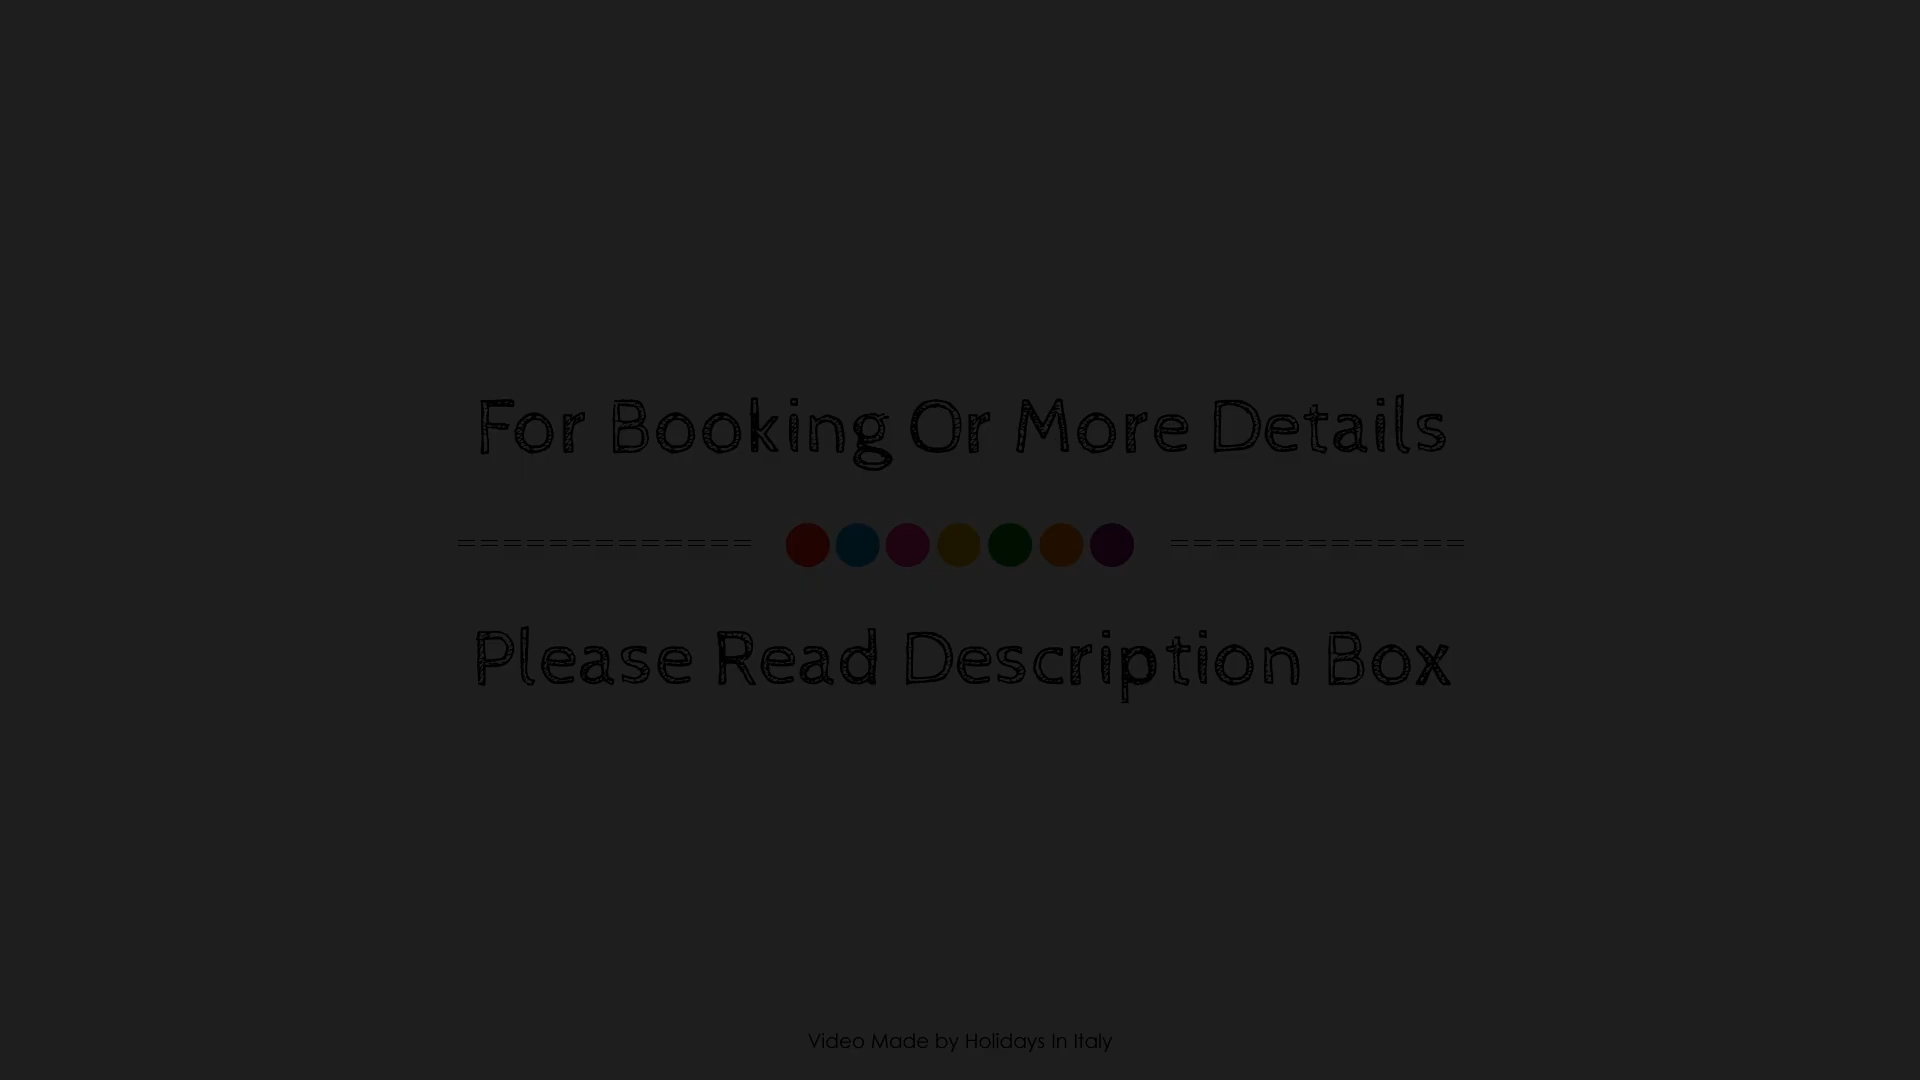 For Booking Or More Details
============= =============
Please Read Description Box
Video Made by Holidays In Italy